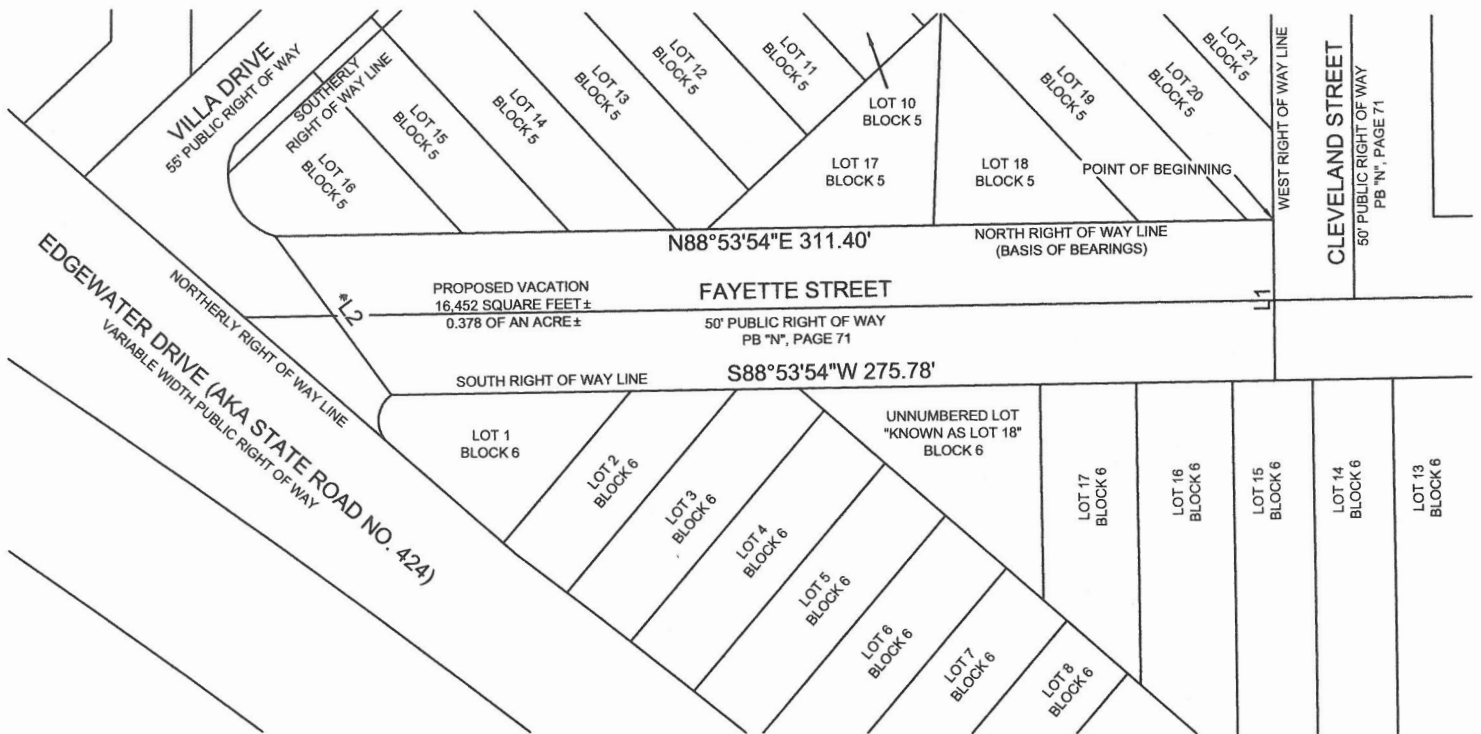 VILLA DRIVE
55' PUBLIC RIGHT OF WAY
SOUTHERLY
RIGHT OF WAY LINE
LOT 16
BLOCK 5
LOT 15
BLOCK 5
LOT 14
BLOCK 5
LOT 13
BLOCK 5
LOT 12
BLOCK 5
LOT 11
BLOCK 5
LOT 10
BLOCK 5
LOT 17
BLOCK 5
LOT 18
BLOCK 5
LOT 19
BLOCK 5
LOT 20
BLOCK 5
LOT 21
BLOCK 5
POINT OF BEGINNING
WEST RIGHT OF WAY LINE
CLEVELAND STREET
50' PUBLIC RIGHT OF WAY
PB "N", PAGE 71
N88°53'54"E 311.40'
NORTH RIGHT OF WAY LINE
(BASIS OF BEARINGS)
EDGEWATER DRIVE (AKA STATE ROAD NO. 424)
VARIABLE WIDTH PUBLIC RIGHT OF WAY
NORTHERLY RIGHT OF WAY LINE
*L2
PROPOSED VACATION
16,452 SQUARE FEET±
0.378 OF AN ACRE±
FAYETTE STREET
50' PUBLIC RIGHT OF WAY
PB "N", PAGE 71
L1
SOUTH RIGHT OF WAY LINE
S88°53'54"W 275.78'
LOT 1
BLOCK 6
LOT 2
BLOCK 6
LOT 3
BLOCK 6
LOT 4
BLOCK 6
LOT 5
BLOCK 6
LOT 6
BLOCK 6
LOT 7
BLOCK 6
LOT 8
BLOCK 6
UNNUMBERED LOT
"KNOWN AS LOT 18"
BLOCK 6
LOT 17
BLOCK 6
LOT 16
BLOCK 6
LOT 15
BLOCK 6
LOT 14
BLOCK 6
LOT 13
BLOCK 6